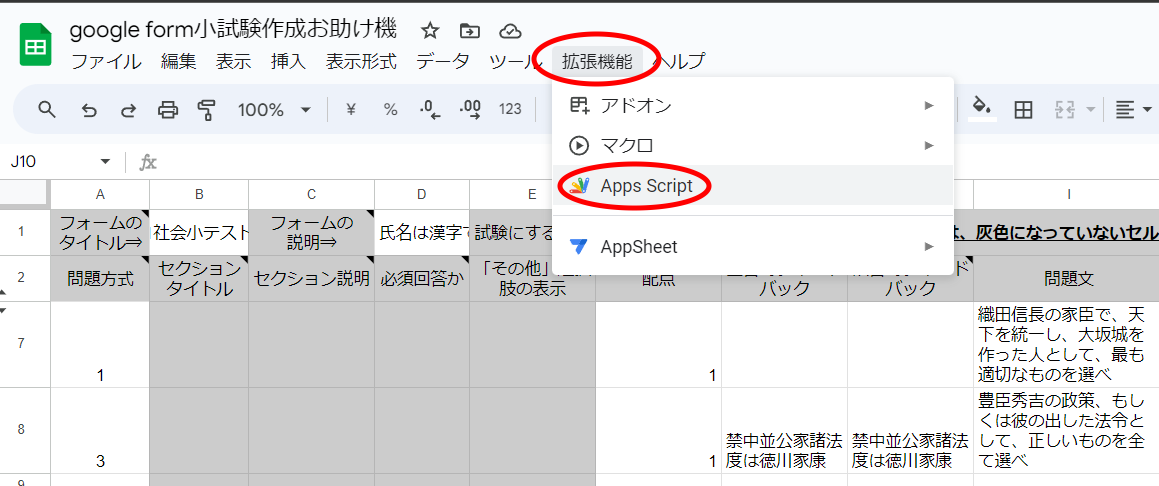 google form小試験作成お助け機
ファイル 編集 表示 挿入 表示形式 データ ツール 拡張機能 ヘルプ
100% ¥ % .0 .00 123
アドオン
マクロ
Apps Script
AppSheet
J10 fx
A B C D E I
1 フォームの
タイトル⇒ 社会小テスト フォームの
説明⇒ 氏名は漢字で 試験にする 、灰色になっていないセル
2 問題方式 セクション
タイトル セクション説明 必須回答か 「その他」
肢の表示 配点 バック バック 問題文
7 1 1 織田信長の家臣で、天
下を統一し、大坂城を
作った人として、最も
適切なものを選べ
8 3 1 禁中並公家諸法
度は徳川家康 禁中並公家諸法
度は徳川家康 豊臣秀吉の政策、もし
くは彼の出した法令と
して、正しいものを全
て選べ